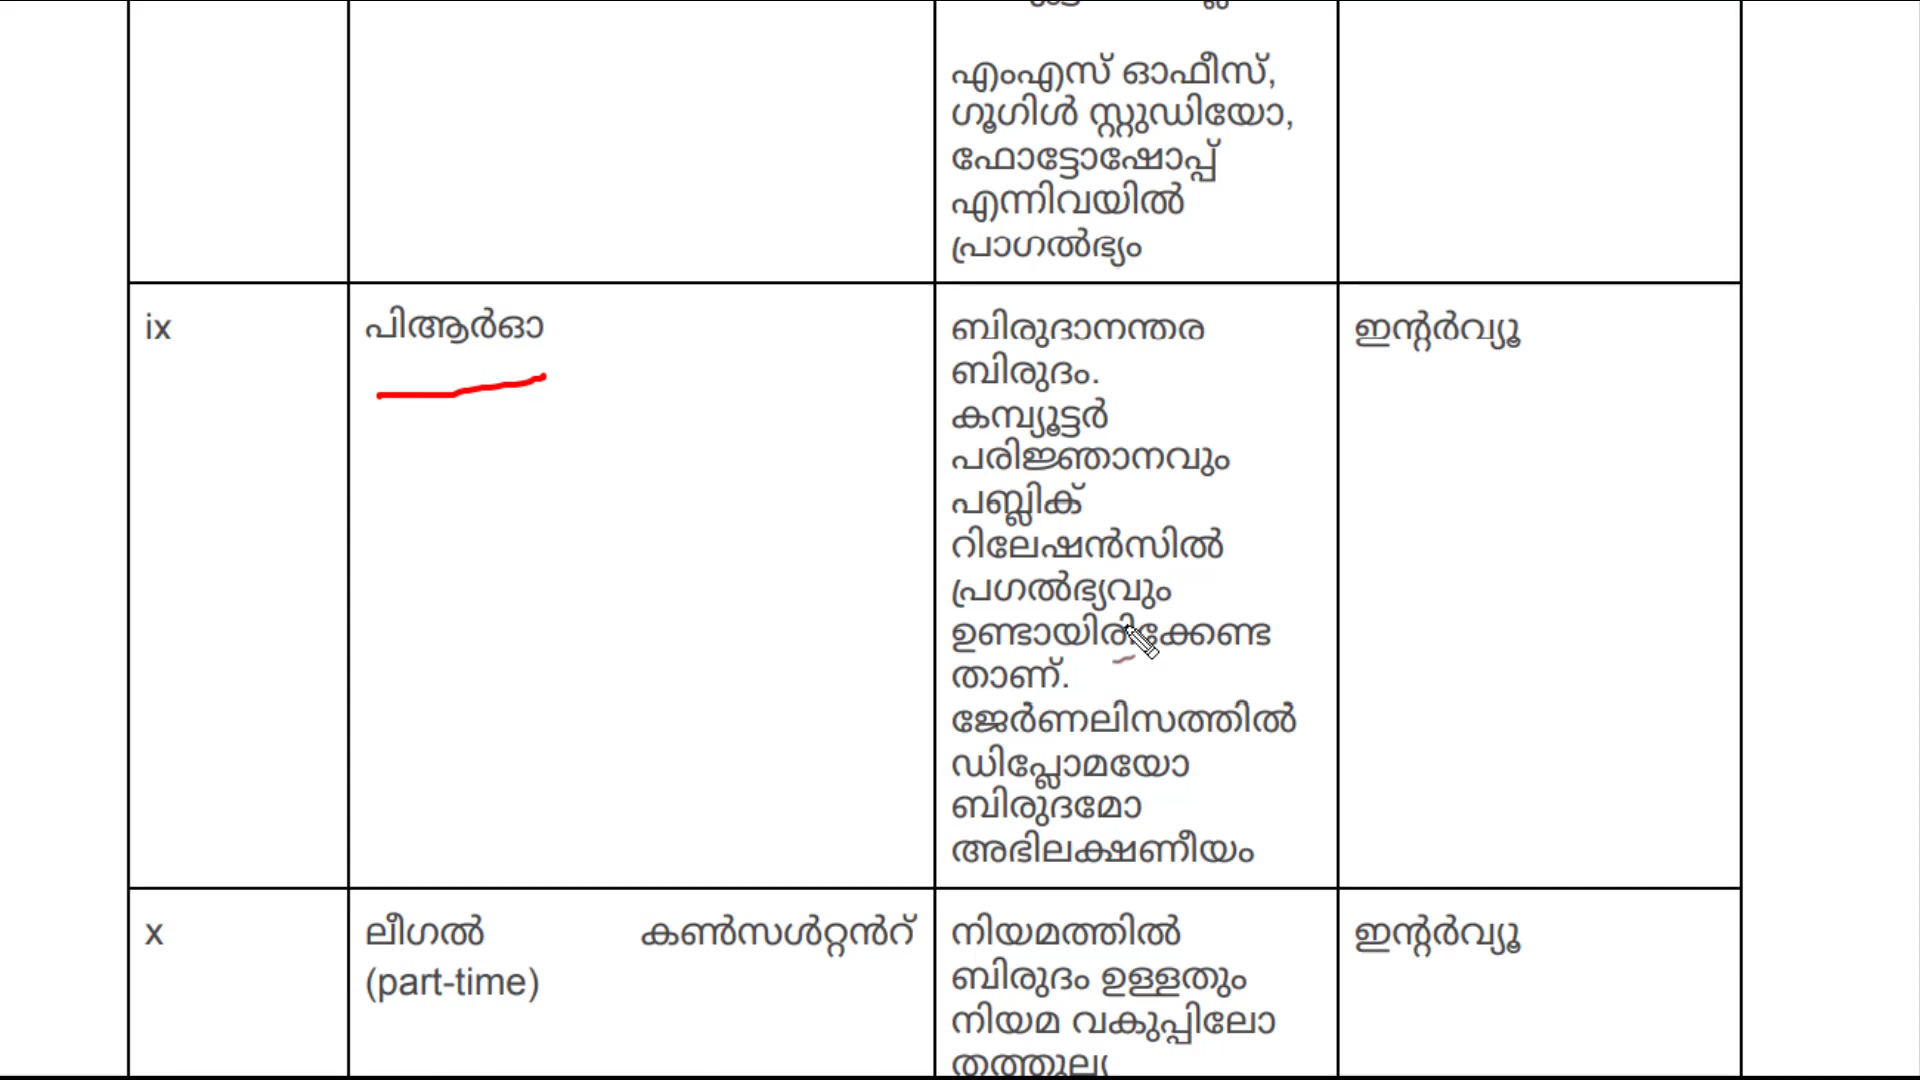 എംഎസ് ഓഫീസ്,
ഗൂഗിൾ സ്റ്റുഡിയോ,
ഫോട്ടോഷോപ്പ്
എന്നിവയിൽ
പ്രാഗൽഭ്യം
ix
പിആർഓ
ബിരുദാനന്തര
ബിരുദം.
കമ്പ്യൂട്ടർ
പരിജ്ഞാനവും
പബ്ലിക്
റിലേഷൻസിൽ
പ്രഗൽഭ്യവും
ഉണ്ടായിരിക്കേണ്ട
താണ്.
ജേർണലിസത്തിൽ
ഡിപ്ലോമയോ
ബിരുദമോ
അഭിലക്ഷണീയം
ഇന്റർവ്യൂ
x
ലീഗൽ കൺസൾറ്റൻറ്
(part-time)
നിയമത്തിൽ
ബിരുദം ഉള്ളതും
നിയമ വകുപ്പിലോ
തത്തുല്യ
ഇന്റർവ്യൂ